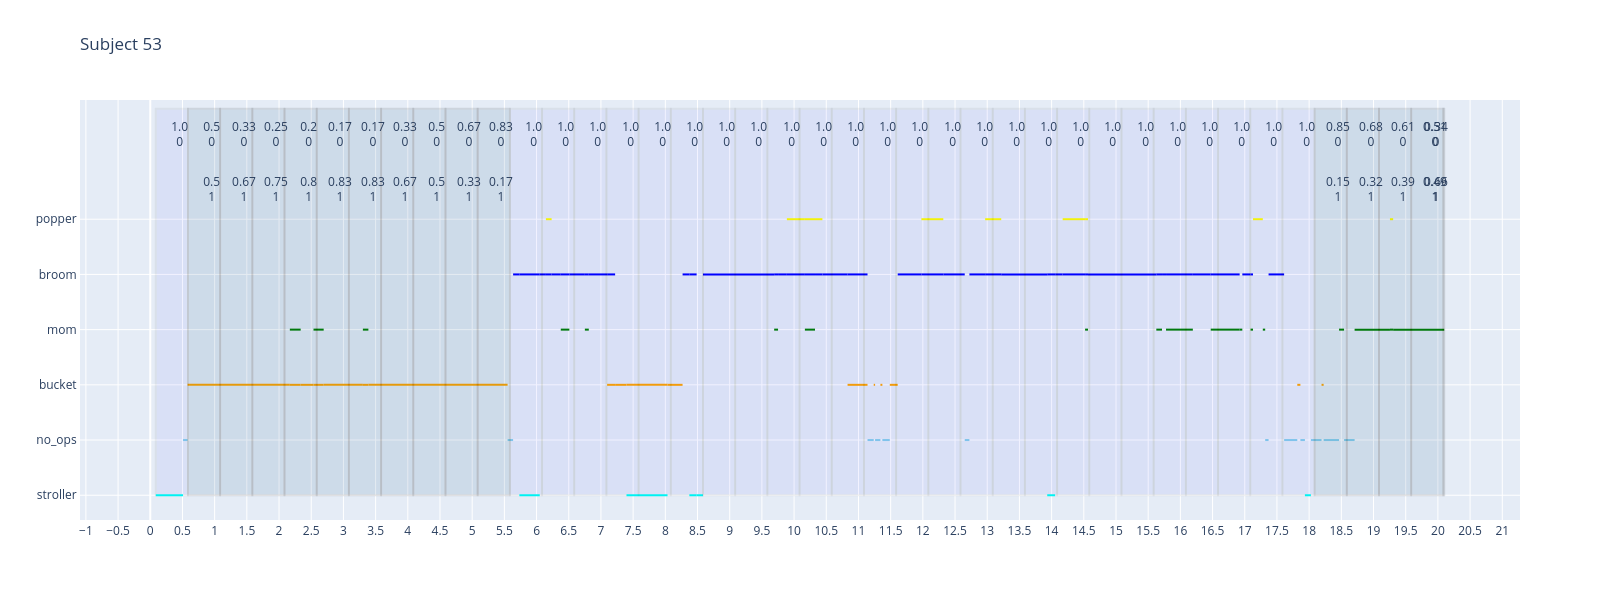 Subject 53
1.0 0.5 0.33 0.25 0.2 0.17 0.17 0.33 0.5 0.67 0.83 1.0 1.0 1.0 1.0 1.0 1.0 1.0 1.0 1.0 1.0 1.0 1.0 1.0 1.0 1.0 1.0 1.0 1.0 1.0 1.0 1.0 1.0 1.0 1.0 1.0 0.85 0.68 0.61
0 0 0 0 0 0 0 0 0 0 0 0 0 0 0 0 0 0 0 0 0 0 0 0 0 0 0 0 0 0 0 0 0 0 0 0 0 0 0 0
0.5 0.67 0.75 0.8 0.83 0.83 0.67 0.5 0.33 0.17 0.15 0.32 0.39
1 1 1 1 1 1 1 1 1 1 1 1 1 1
popper
broom
mom
bucket
no_ops
stroller
−1 −0.5 0 0.5 1 1.5 2 2.5 3 3.5 4 4.5 5 5.5 6 6.5 7 7.5 8 8.5 9 9.5 10 10.5 11 11.5 12 12.5 13 13.5 14 14.5 15 15.5 16 16.5 17 17.5 18 18.5 19 19.5 20 20.5 21